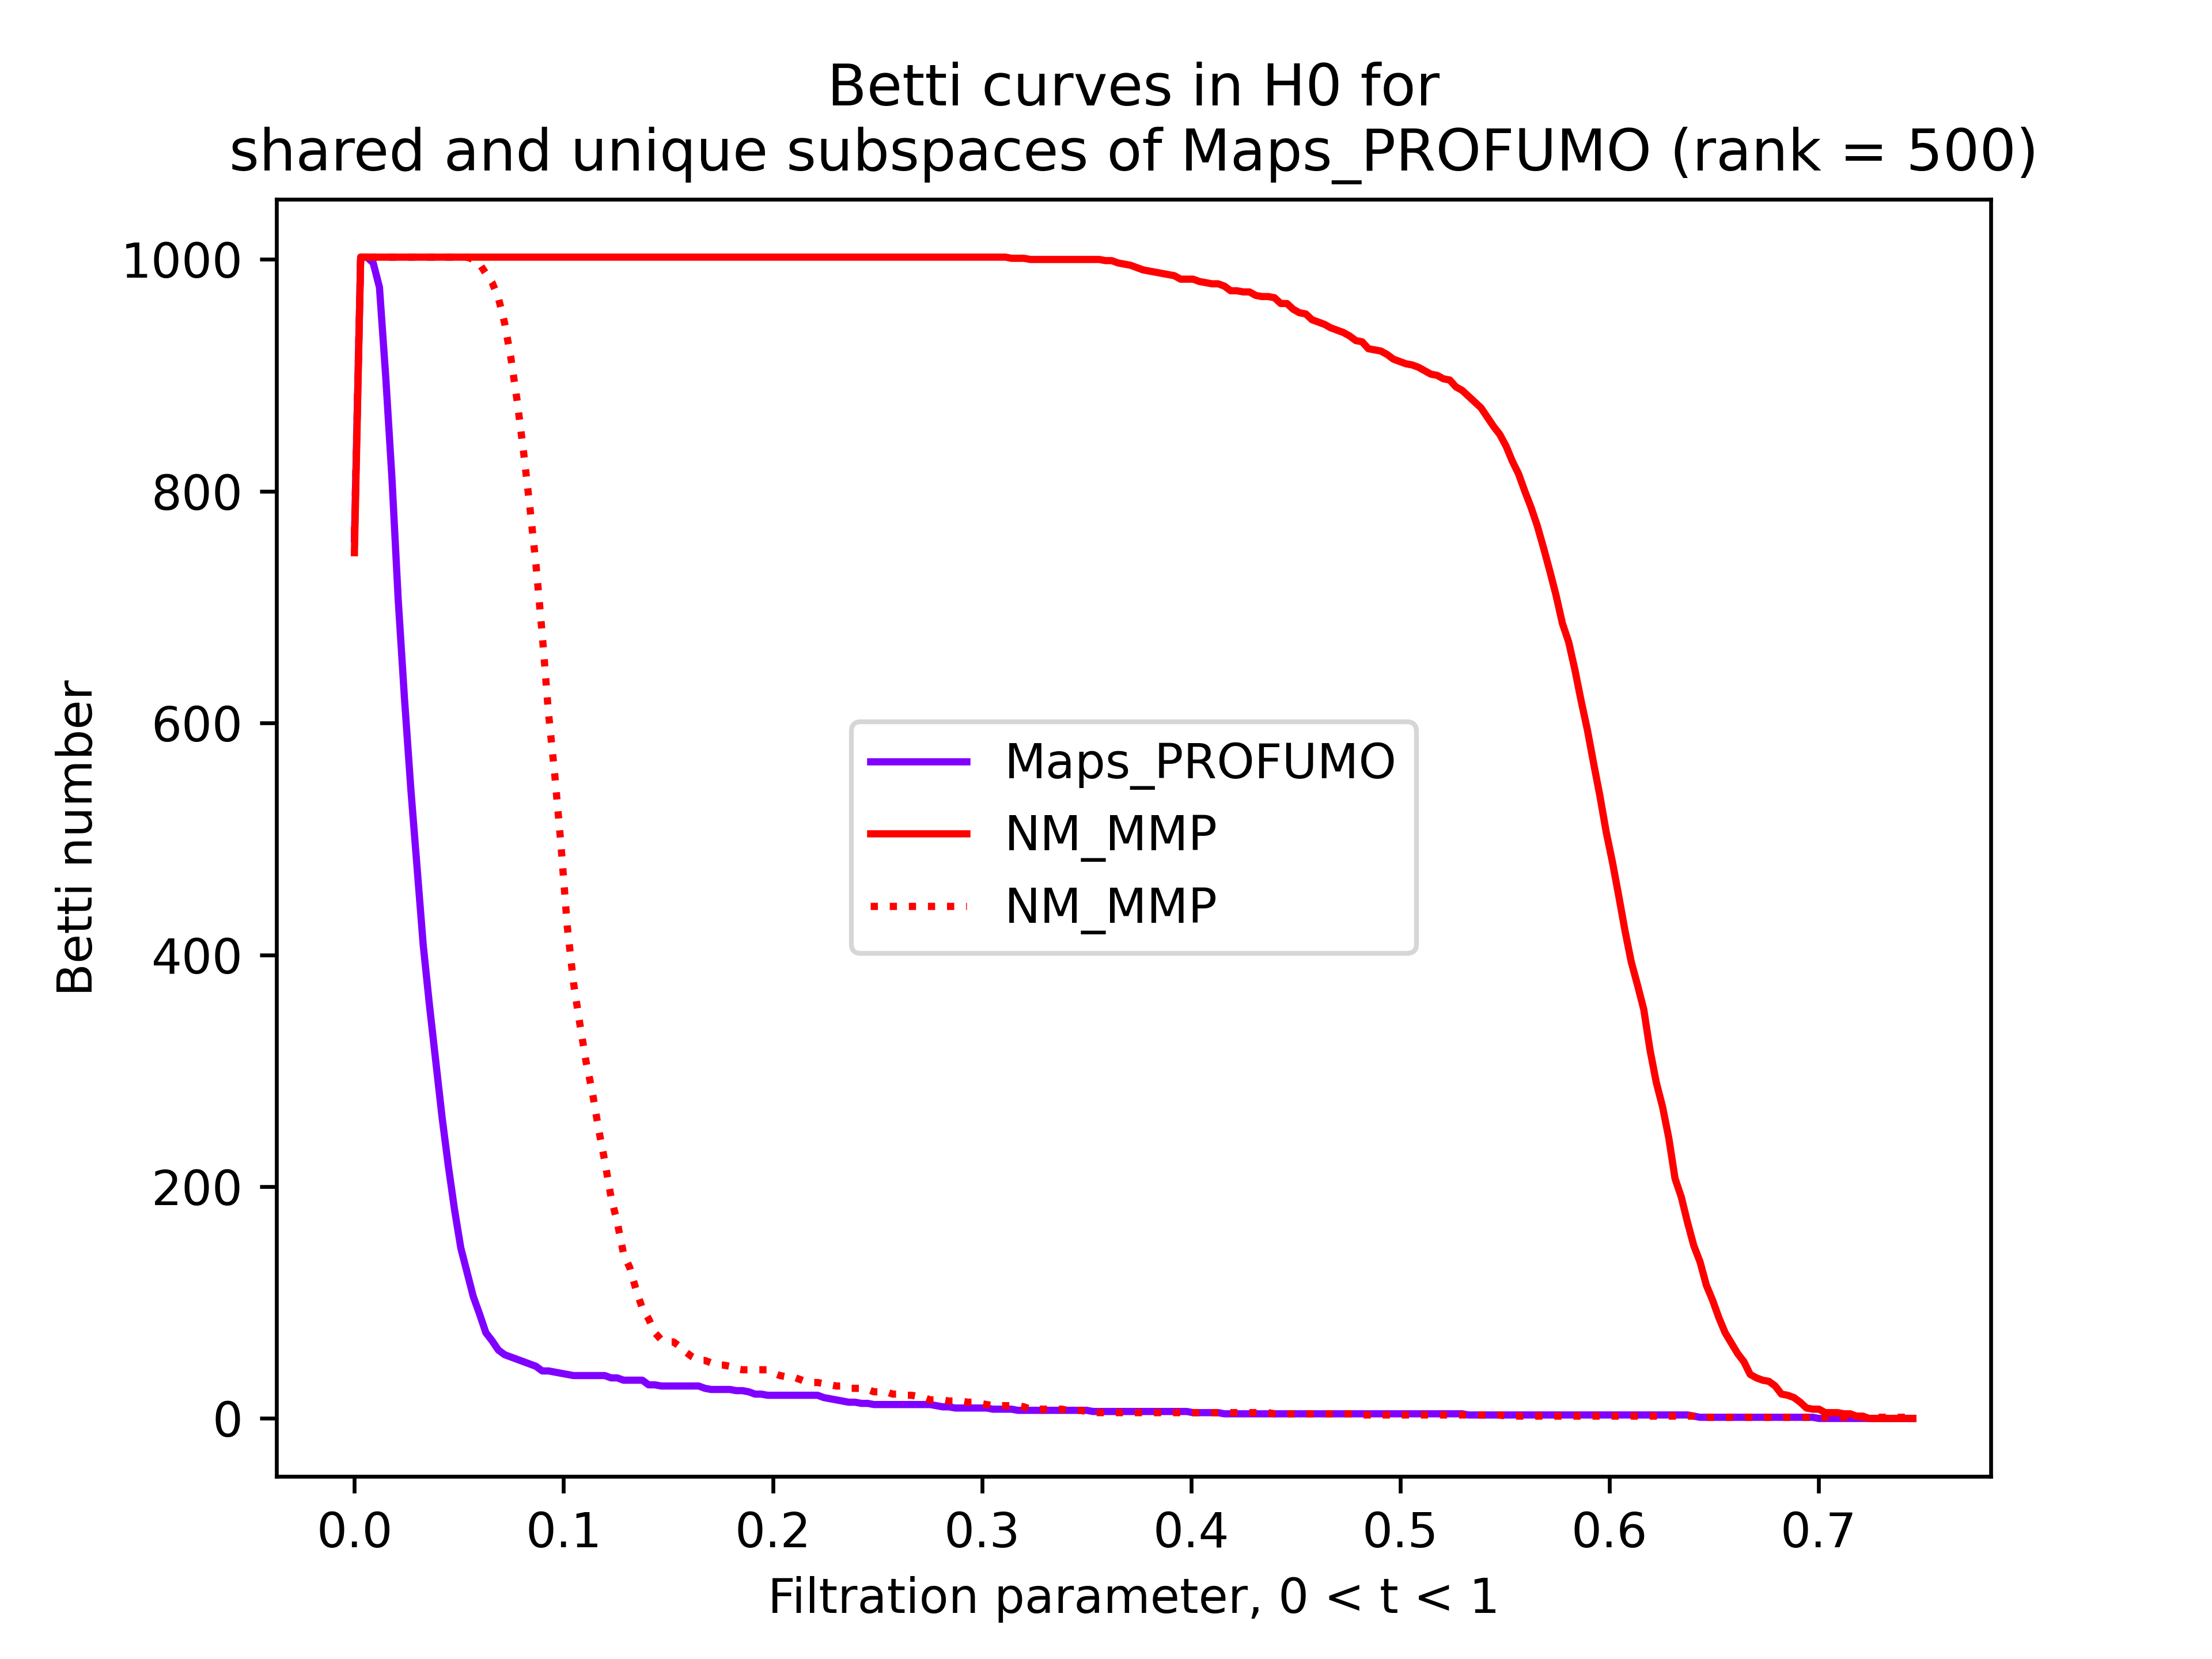 Betti curves in H0 for
shared and unique subspaces of Maps_PROFUMO (rank = 500)
1000
800
600
400
200
0
Betti number
Maps_PROFUMO
NM_MMP
NM_MMP
0.0 0.1 0.2 0.3 0.4 0.5 0.6 0.7
Filtration parameter, 0 < t < 1